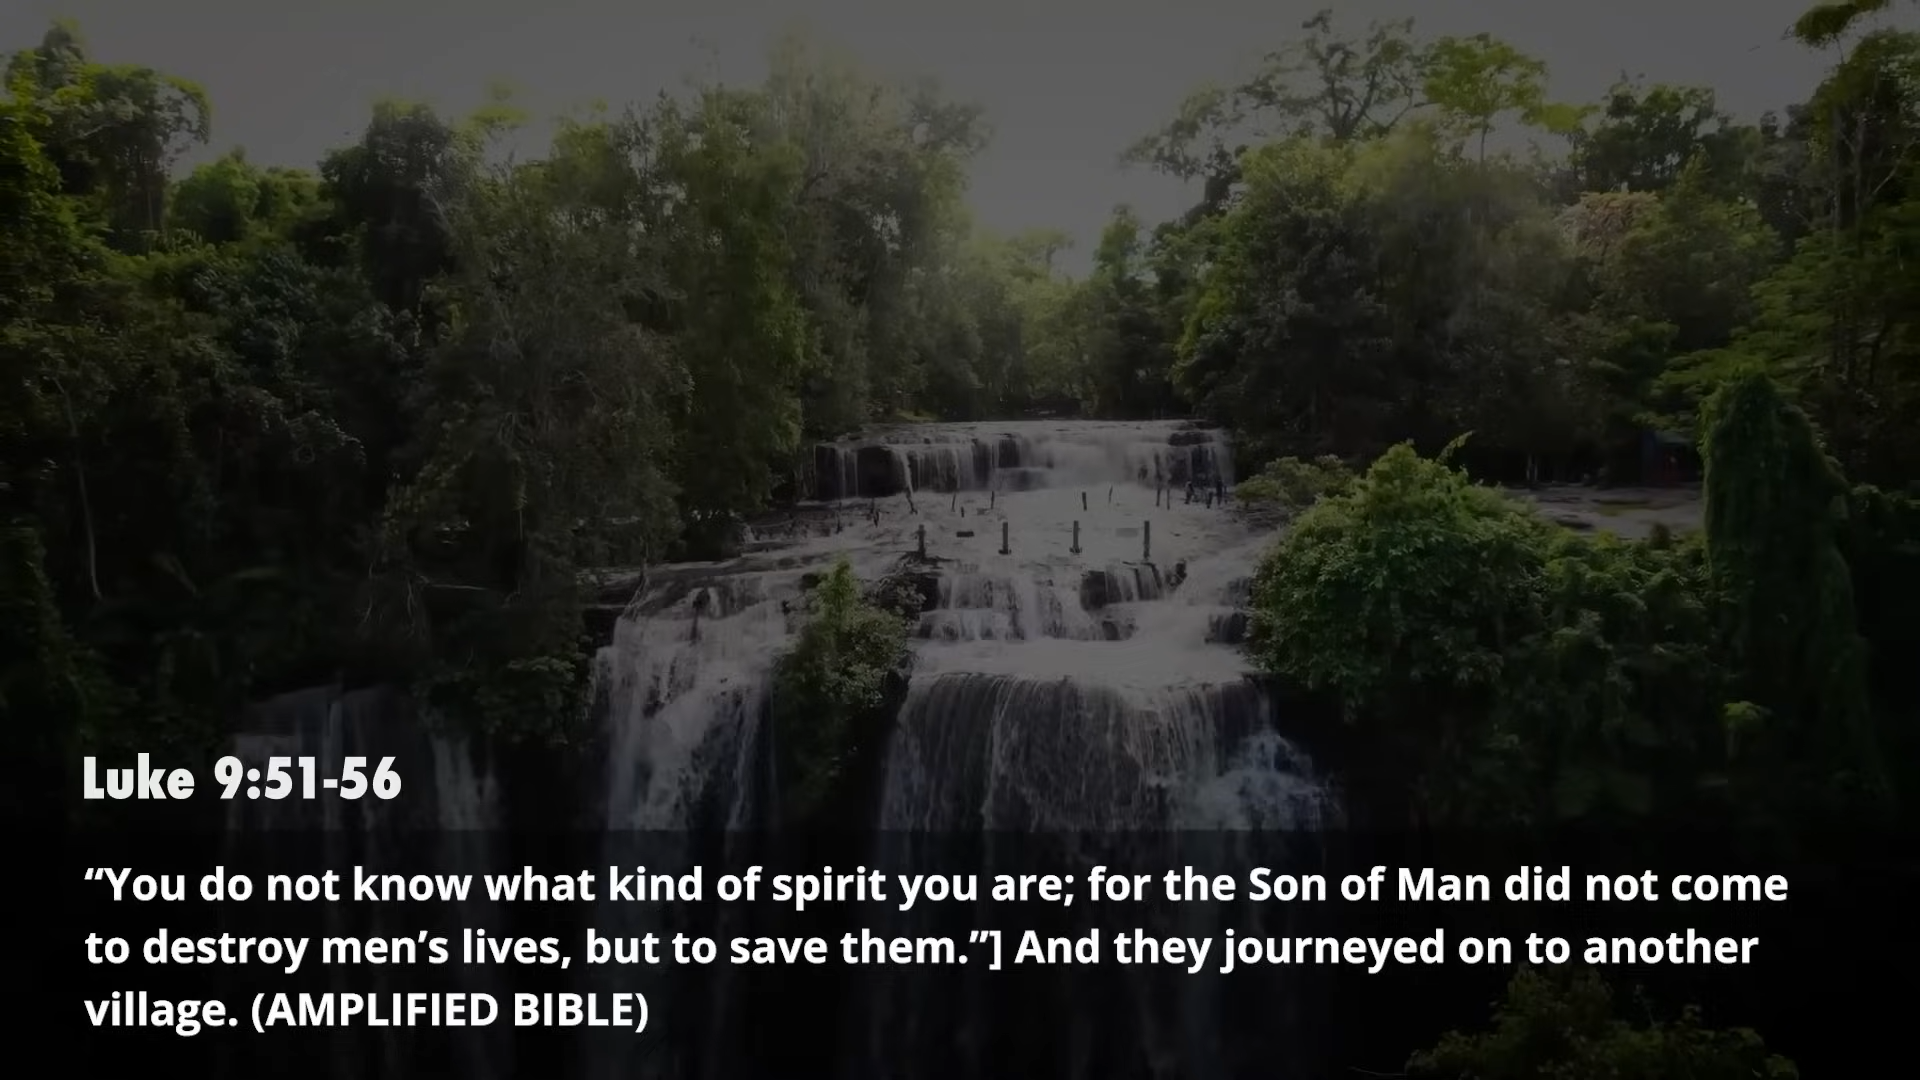 Luke 9:51-56
“You do not know what kind of spirit you are; for the Son of Man did not come
to destroy men’s lives, but to save them.”] And they journeyed on to another
village. (AMPLIFIED BIBLE)